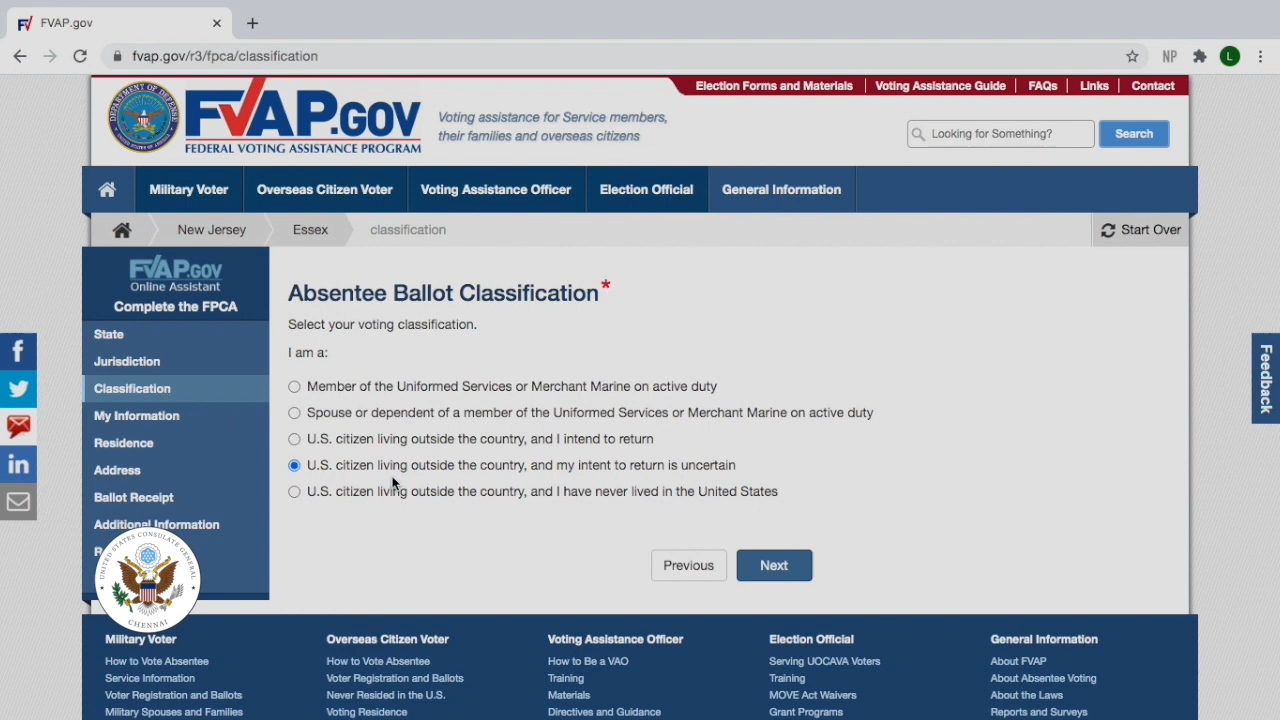 FVAP.gov
fvap.gov/r3/fpca/classification
NP
L
Election Forms and Materials
Voting Assistance Guide
FAQs
Links
Contact
DEPARTMENT OF DEFENSE
FVAP.GOV
FEDERAL VOTING ASSISTANCE PROGRAM
Voting assistance for Service members,
their families and overseas citizens
Looking for Something?
Search
Military Voter
Overseas Citizen Voter
Voting Assistance Officer
Election Official
General Information
New Jersey
Essex
classification
Start Over
FVAP.GOV
Online Assistant
Complete the FPCA
State
Jurisdiction
Classification
My Information
Residence
Address
Ballot Receipt
Additional Information
Absentee Ballot Classification*
Select your voting classification.
I am a:
Member of the Uniformed Services or Merchant Marine on active duty
Spouse or dependent of a member of the Uniformed Services or Merchant Marine on active duty
U.S. citizen living outside the country, and I intend to return
U.S. citizen living outside the country, and my intent to return is uncertain
U.S. citizen living outside the country, and I have never lived in the United States
Previous
Next
Feedback
UNITED STATES CONSULATE GENERAL
CHENNAI
Military Voter
How to Vote Absentee
Service Information
Voter Registration and Ballots
Military Spouses and Families
Overseas Citizen Voter
How to Vote Absentee
Voter Registration and Ballots
Never Resided in the U.S.
Voting Residence
Voting Assistance Officer
How to Be a VAO
Training
Materials
Directives and Guidance
Election Official
Serving UOCAVA Voters
Training
MOVE Act Waivers
Grant Programs
General Information
About FVAP
About Absentee Voting
About the Laws
Reports and Surveys